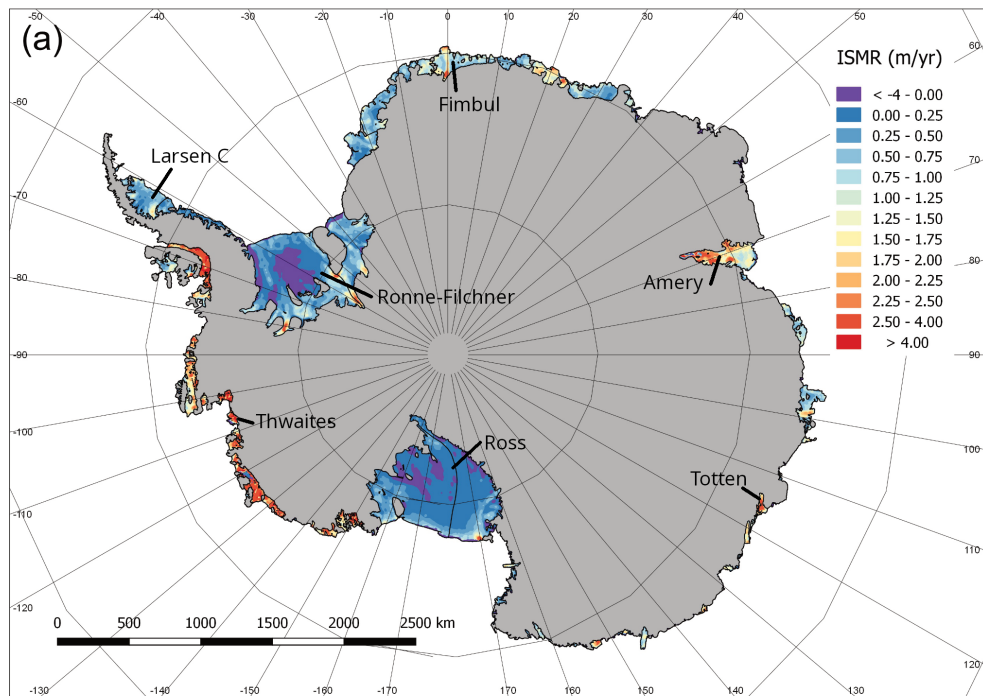 -50 -40 -30 -20 -10 0 10 20 30 40 50
(a)
60
ISMR (m/yr)
< -4 - 0.00
0.00 - 0.25
0.25 - 0.50
0.50 - 0.75
0.75 - 1.00
1.00 - 1.25
1.25 - 1.50
1.50 - 1.75
1.75 - 2.00
2.00 - 2.25
2.25 - 2.50
2.50 - 4.00
> 4.00
Fimbul
-60
Larsen C
70
-70
80
-80
Amery
Ronne-Filchner
-90
90
Thwaites
-100
Ross
100
Totten
-110
110
-120
0 500 1000 1500 2000 2500 km
120
-130 -140 -150 -160 -170 170 160 150 140 130